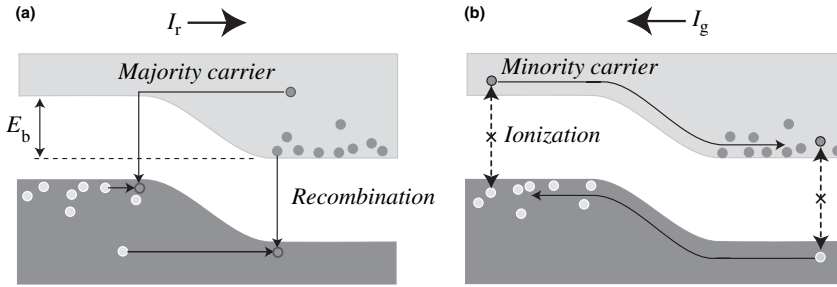 (a)
I_r
Majority carrier
E_b
Recombination
(b)
I_g
Minority carrier
Ionization